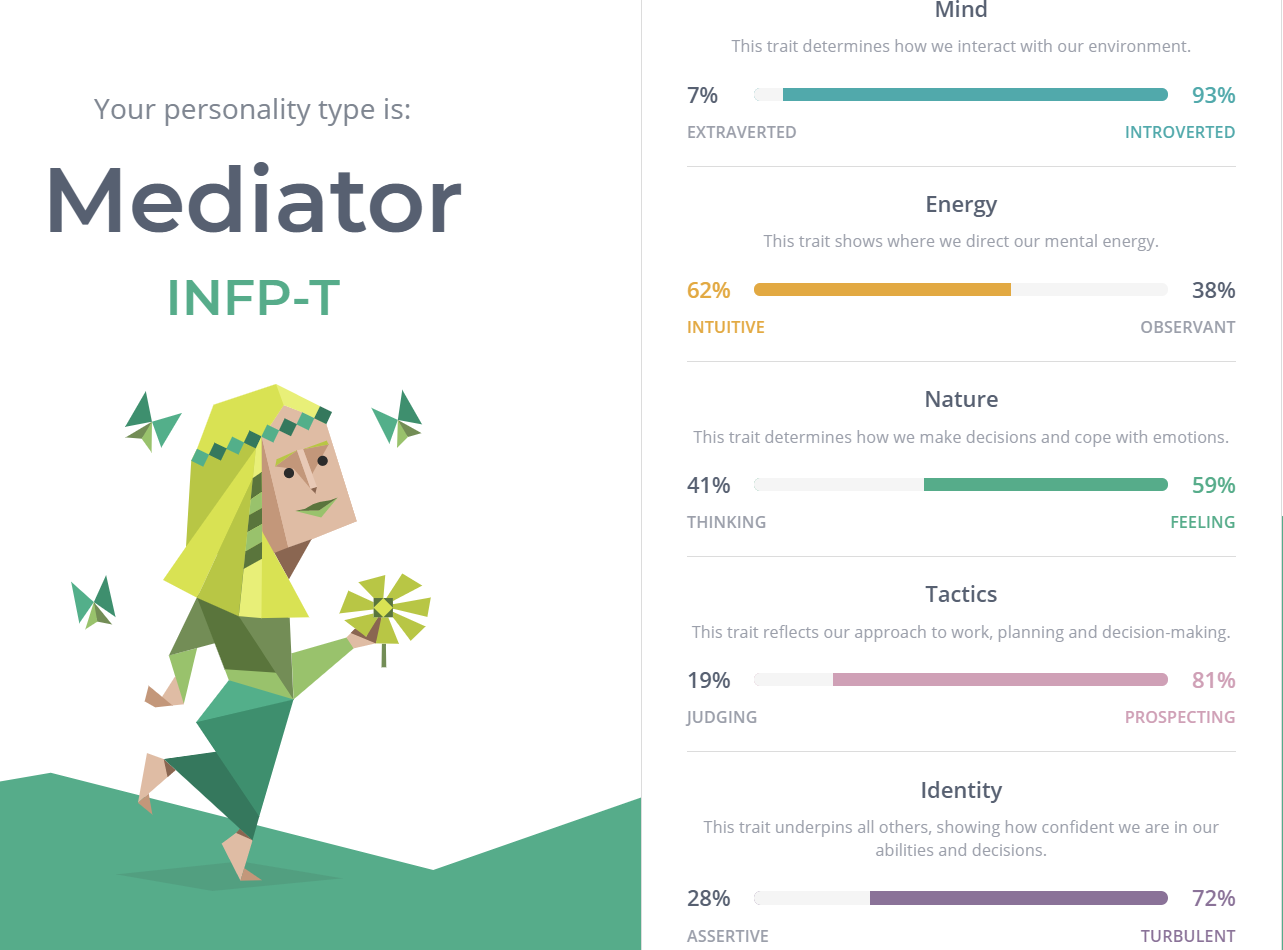 Your personality type is:
Mediator
INFP-T
Mind
This trait determines how we interact with our environment.
7% 93%
EXTRAVERTED INTROVERTED
Energy
This trait shows where we direct our mental energy.
62% 38%
INTUITIVE OBSERVANT
Nature
This trait determines how we make decisions and cope with emotions.
41% 59%
THINKING FEELING
Tactics
This trait reflects our approach to work, planning and decision-making.
19% 81%
JUDGING PROSPECTING
Identity
This trait underpins all others, showing how confident we are in our
abilities and decisions.
28% 72%
ASSERTIVE TURBULENT